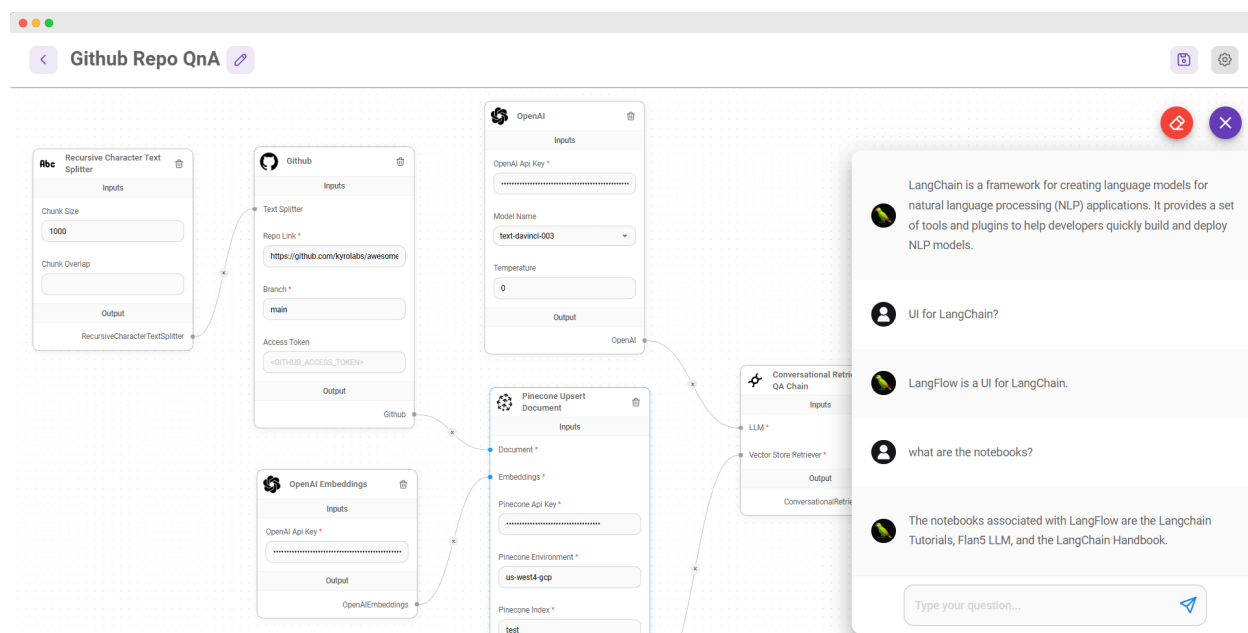 Github Repo QnA
Abc
Recursive Character Text
Splitter
Inputs
Chunk Size
1000
Chunk Overlap
Output
RecursiveCharacterTextSplitter
Github
Inputs
Text Splitter
Repo Link *
https://github.com/kyrolabs/awesome
Branch *
main
Access Token
<GITHUB_ACCESS_TOKEN>
Output
Github
OpenAI Embeddings
Inputs
OpenAI Api Key *
Output
OpenAIEmbeddings
OpenAI
Inputs
OpenAI Api Key *
Model Name
text-davinci-003
Temperature
0
Output
OpenAI
Pinecone Upsert
Document
Inputs
Document *
Embeddings *
Pinecone Api Key *
Pinecone Environment *
us-west4-gcp
Pinecone Index *
test
Conversational Retri
QA Chain
Inputs
LLM *
Vector Store Retriever *
Output
ConversationalRetri
LangChain is a framework for creating language models for
natural language processing (NLP) applications. It provides a set
of tools and plugins to help developers quickly build and deploy
NLP models.
UI for LangChain?
LangFlow is a UI for LangChain.
what are the notebooks?
The notebooks associated with LangFlow are the Langchain
Tutorials, Flan5 LLM, and the LangChain Handbook.
Type your question...